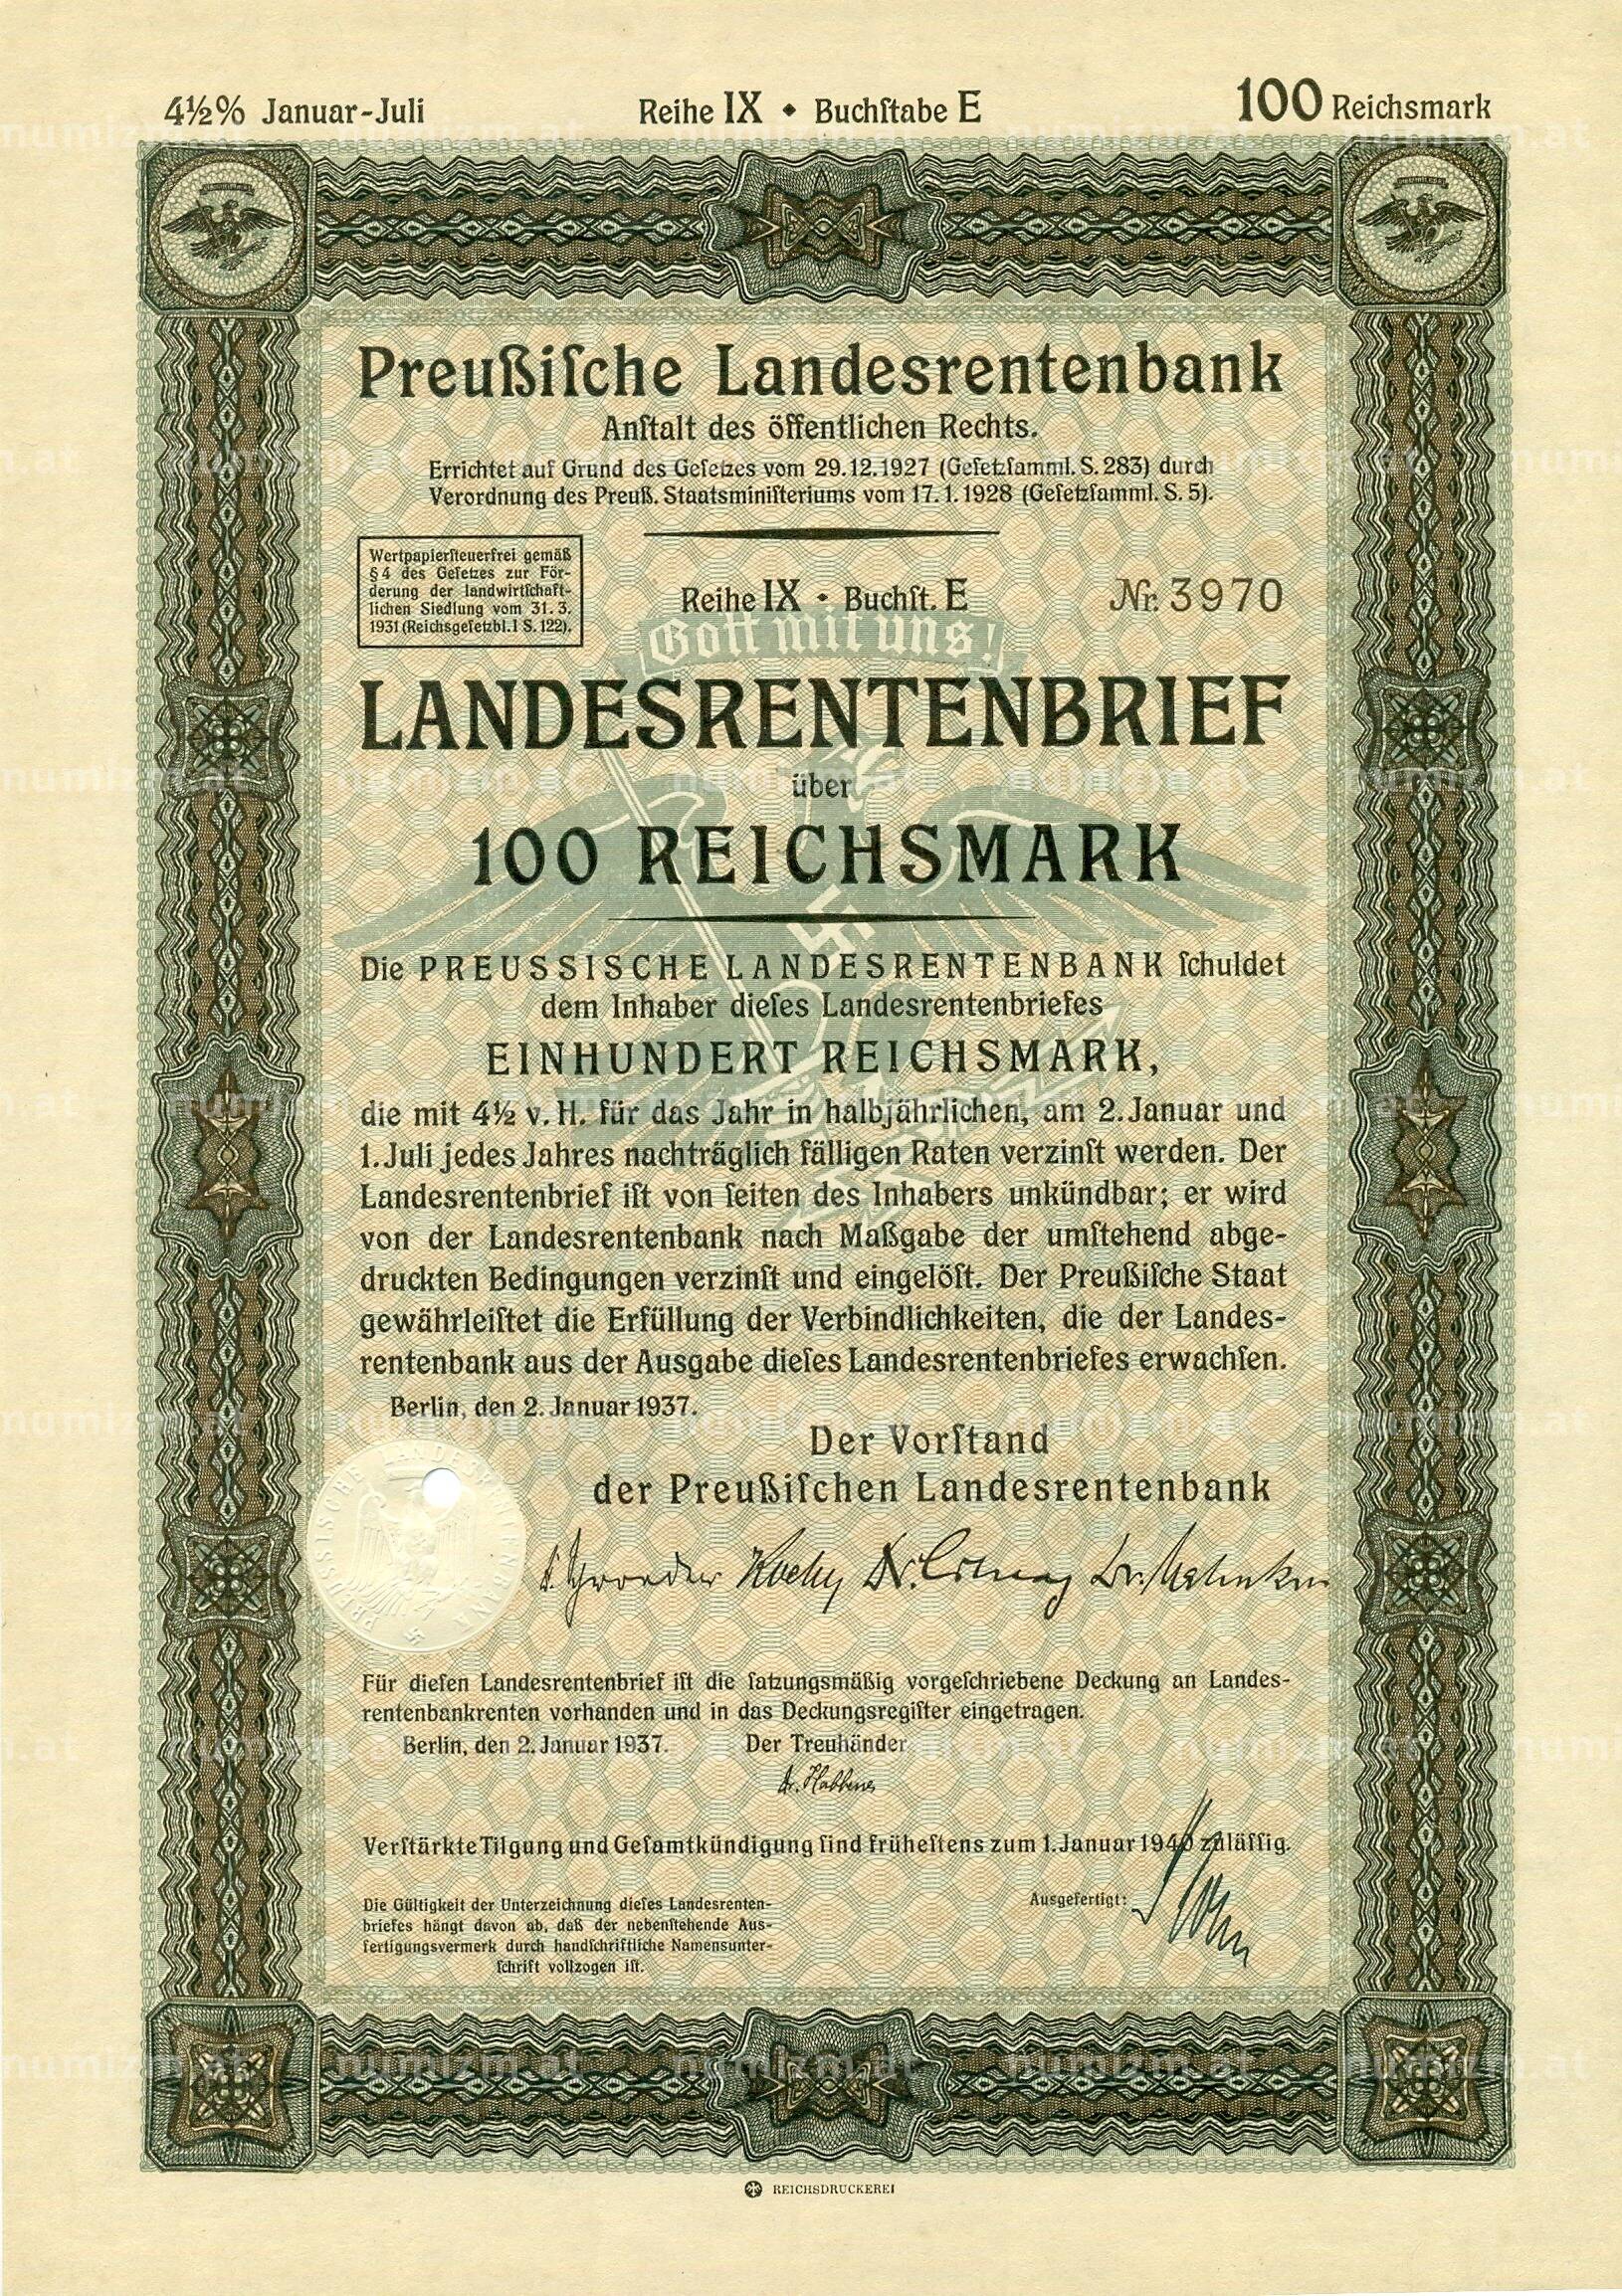 4½% Januar-Juli Reihe IX • Buchſtabe E 100 Reichsmark
Preußiſche Landesrentenbank
Anſtalt des öffentlichen Rechts.
Errichtet auf Grund des Geſetzes vom 29.12.1927 (Geſetzſamml. S. 283) durch
Verordnung des Preuß. Staatsminiſteriums vom 17.1.1928 (Geſetzſamml. S. 5).
Wertpapierſteuerfrei gemäß
§ 4 des Geſetzes zur För-
derung der landwirtſchaft-
lichen Siedlung vom 31. 3.
1931 (Reichsgeſetzbl. I S. 122).
Reihe IX • Buchſt. E Nr. 3970
Gott mit uns!
LANDESRENTENBRIEF
über
100 REICHSMARK
Die PREUSSISCHE LANDESRENTENBANK ſchuldet
dem Inhaber dieſes Landesrentenbriefes
EINHUNDERT REICHSMARK,
die mit 4½ v. H. für das Jahr in halbjährlichen, am 2. Januar und
1. Juli jedes Jahres nachträglich fälligen Raten verzinſt werden. Der
Landesrentenbrief iſt von ſeiten des Inhabers unkündbar; er wird
von der Landesrentenbank nach Maßgabe der umſtehend abge-
druckten Bedingungen verzinſt und eingelöſt. Der Preußiſche Staat
gewährleiſtet die Erfüllung der Verbindlichkeiten, die der Landes-
rentenbank aus der Ausgabe dieſes Landesrentenbriefes erwachſen.
Berlin, den 2. Januar 1937.
Der Vorſtand
der Preußiſchen Landesrentenbank
PREUSSISCHE LANDESRENTENBANK
Für dieſen Landesrentenbrief iſt die ſatzungsmäßig vorgeſchriebene Deckung an Landes-
rentenbankrenten vorhanden und in das Deckungsregiſter eingetragen.
Berlin, den 2. Januar 1937. Der Treuhänder
Verſtärkte Tilgung und Geſamtkündigung ſind früheſtens zum 1. Januar 1940 zuläſſig.
Die Gültigkeit der Unterzeichnung dieſes Landesrenten-
briefes hängt davon ab, daß der nebenſtehende Aus-
fertigungsvermerk durch handſchriftliche Namensunter-
ſchrift vollzogen iſt.
Ausgefertigt:
REICHSDRUCKEREI
numizm.at